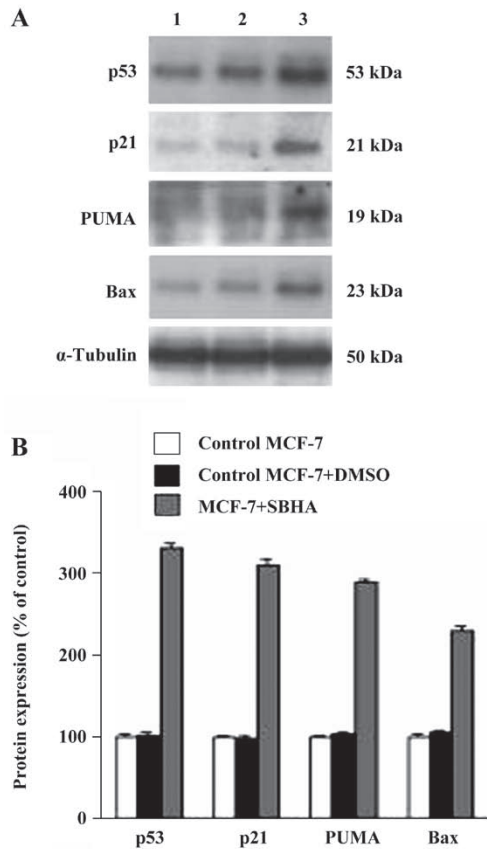 A
1 2 3
p53 53 kDa
p21 21 kDa
PUMA 19 kDa
Bax 23 kDa
α-Tubulin 50 kDa
B
Control MCF-7
Control MCF-7+DMSO
MCF-7+SBHA
Protein expression (% of control)
400
300
200
100
0
p53 p21 PUMA Bax